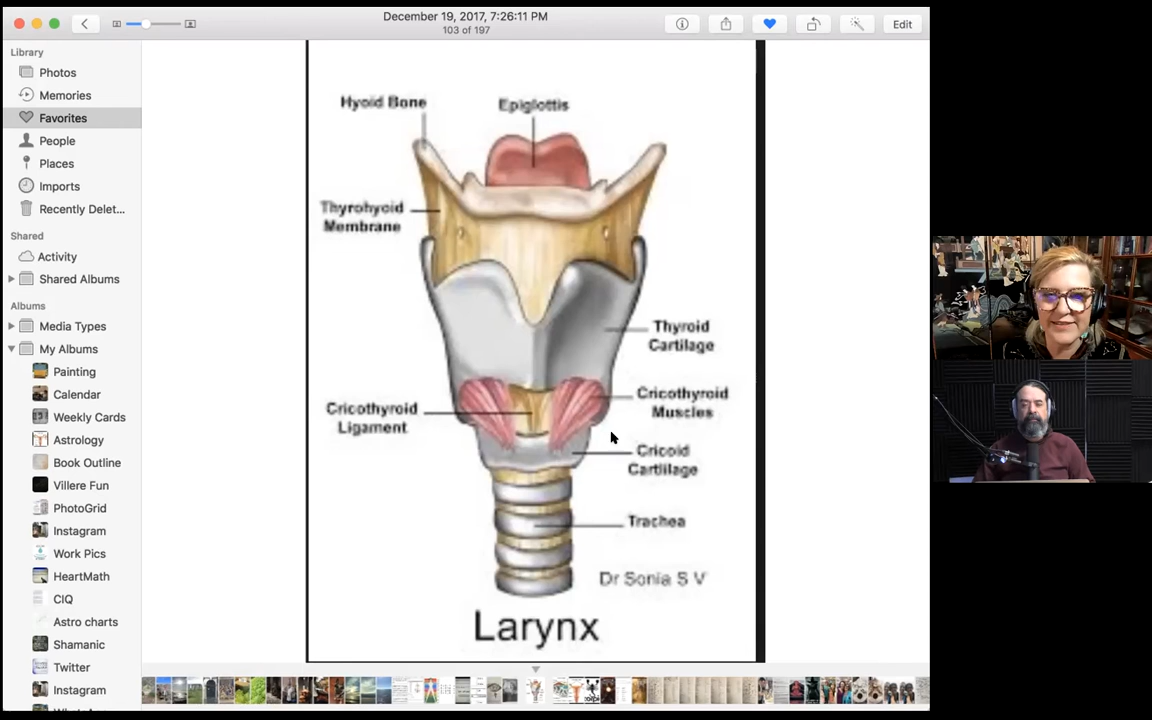 December 19, 2017, 7:26:11 PM
103 of 197
Edit
Library
Photos
Memories
Favorites
People
Places
Imports
Recently Delet...
Shared
Activity
Shared Albums
Albums
Media Types
My Albums
Painting
Calendar
Weekly Cards
Astrology
Book Outline
Villere Fun
PhotoGrid
Instagram
Work Pics
HeartMath
CIQ
Astro charts
Shamanic
Twitter
Instagram
Hyoid Bone
Epiglottis
Thyrohyoid
Membrane
Thyroid
Cartilage
Cricothyroid
Muscles
Cricothyroid
Ligament
Cricoid
Cartlilage
Trachea
Dr Sonia S V
Larynx